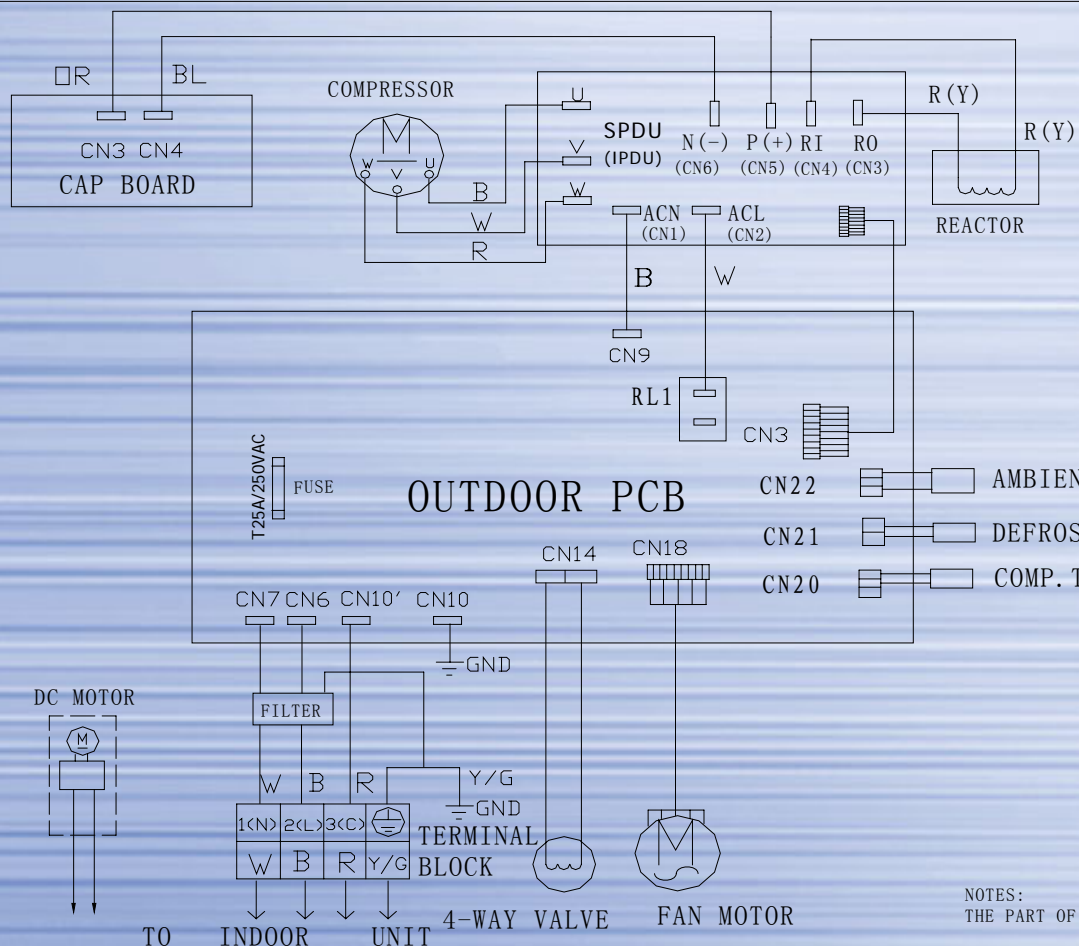 OR
BL
CN3 CN4
CAP BOARD
COMPRESSOR
M
W
V
U
B
W
R
U
V
W
SPDU
(IPDU)
N(-)
(CN6)
P(+)
(CN5)
RI
(CN4)
RO
(CN3)
ACN
(CN1)
ACL
(CN2)
R(Y)
R(Y)
REACTOR
B
W
CN9
RL1
CN3
T25A/250VAC
FUSE
OUTDOOR PCB
CN22
AMBIEN
CN21
DEFROS
CN20
COMP.T
CN14
CN18
CN7 CN6 CN10' CN10
GND
FILTER
DC MOTOR
M
W
B
R
Y/G
GND
1(N) 2(L) 3(C)
W B R Y/G
TERMINAL
BLOCK
M
4-WAY VALVE
FAN MOTOR
TO INDOOR UNIT
NOTES:
THE PART OF